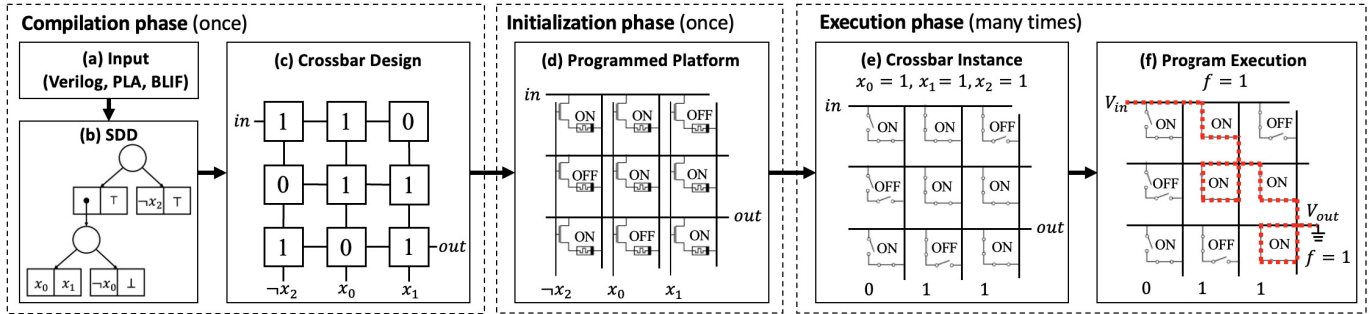 Compilation phase (once)
(a) Input
(Verilog, PLA, BLIF)
(b) SDD
⊤ ¬x₂ ⊤
x₀ x₁ ¬x₀ ⊥
(c) Crossbar Design
in 1 1 0
0 1 1
1 0 1 out
¬x₂ x₀ x₁
Initialization phase (once)
(d) Programmed Platform
in
ON ON OFF
OFF ON ON
out
ON OFF ON
¬x₂ x₀ x₁
Execution phase (many times)
(e) Crossbar Instance
x₀ = 1, x₁ = 1, x₂ = 1
in
ON ON OFF
OFF ON ON
out
ON OFF ON
0 1 1
(f) Program Execution
f = 1
V_in
ON ON OFF
OFF ON ON
V_out
ON OFF ON
f = 1
0 1 1